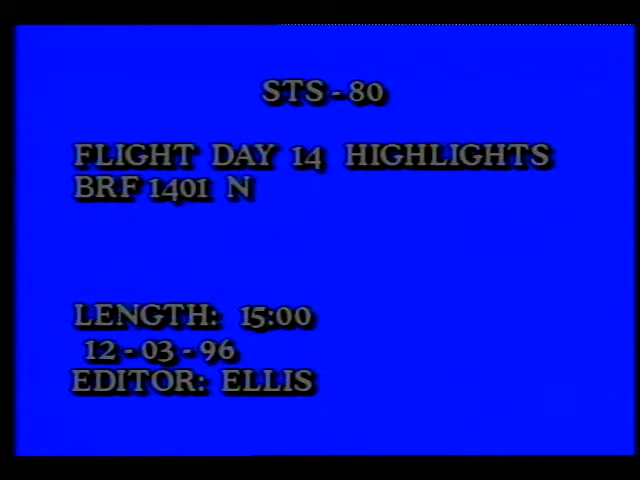 STS - 80
FLIGHT DAY 14 HIGHLIGHTS
BRF 1401 N
LENGTH: 15:00
12 - 03 - 96
EDITOR: ELLIS